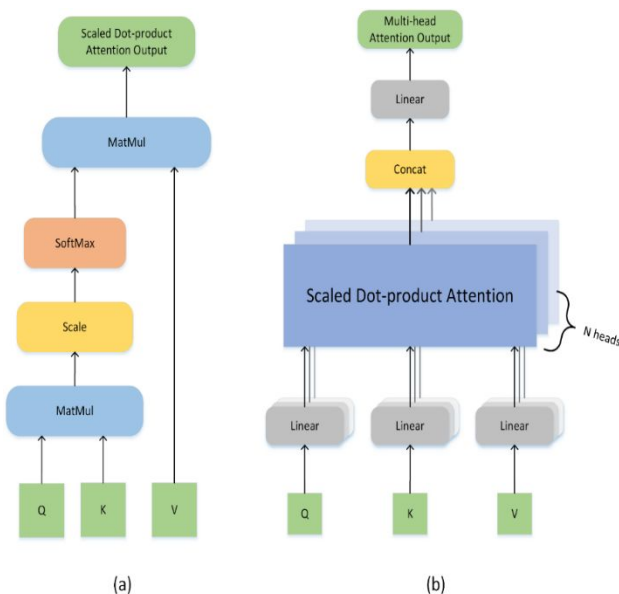 Scaled Dot-product
Attention Output
MatMul
SoftMax
Scale
MatMul
Q
K
V
(a)
Multi-head
Attention Output
Linear
Concat
Scaled Dot-product Attention
N heads
Linear
Linear
Linear
Q
K
V
(b)